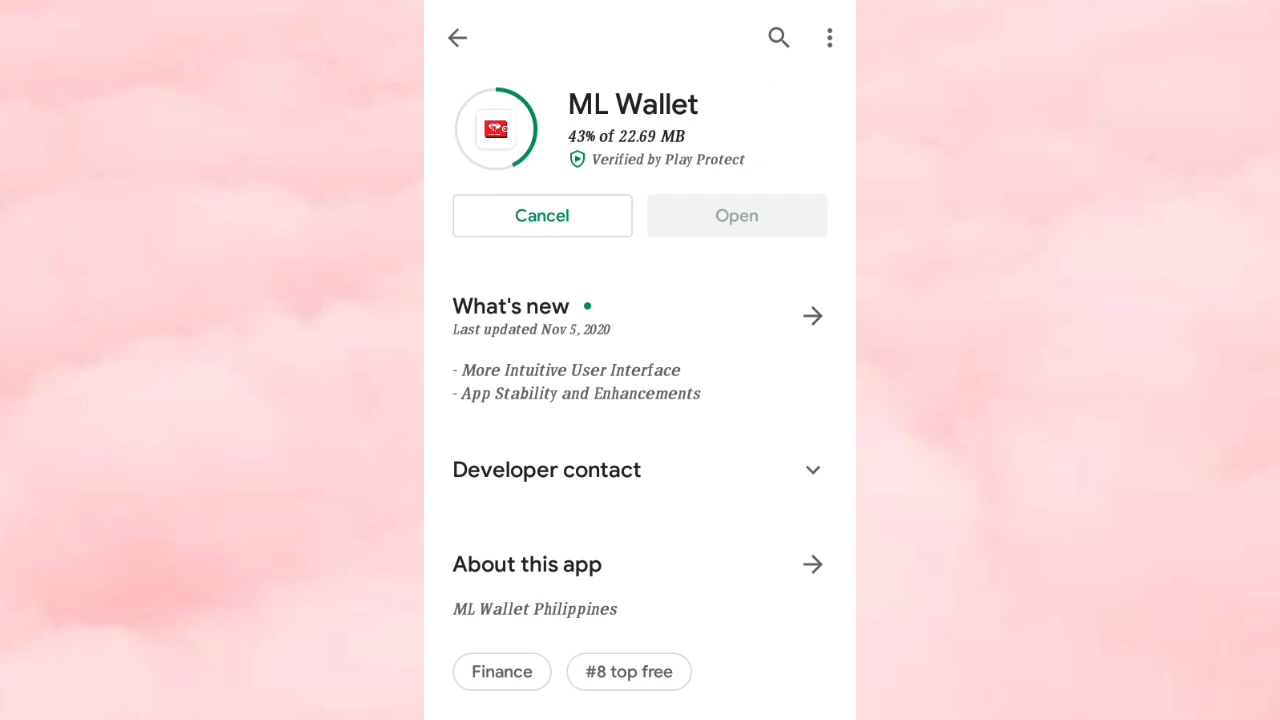 ML Wallet
43% of 22.69 MB
Verified by Play Protect
Cancel
Open
What's new
Last updated Nov 5, 2020
- More Intuitive User Interface
- App Stability and Enhancements
Developer contact
About this app
ML Wallet Philippines
Finance
#8 top free